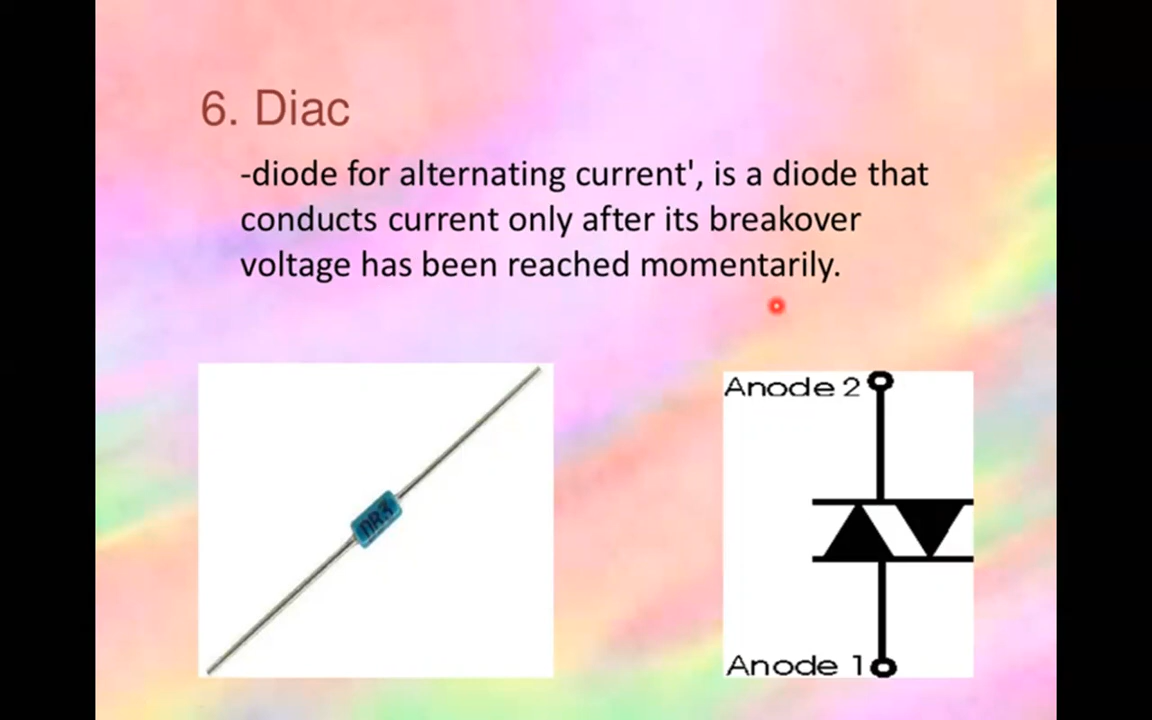 6. Diac
-diode for alternating current', is a diode that
conducts current only after its breakover
voltage has been reached momentarily.
Anode 2
Anode 1